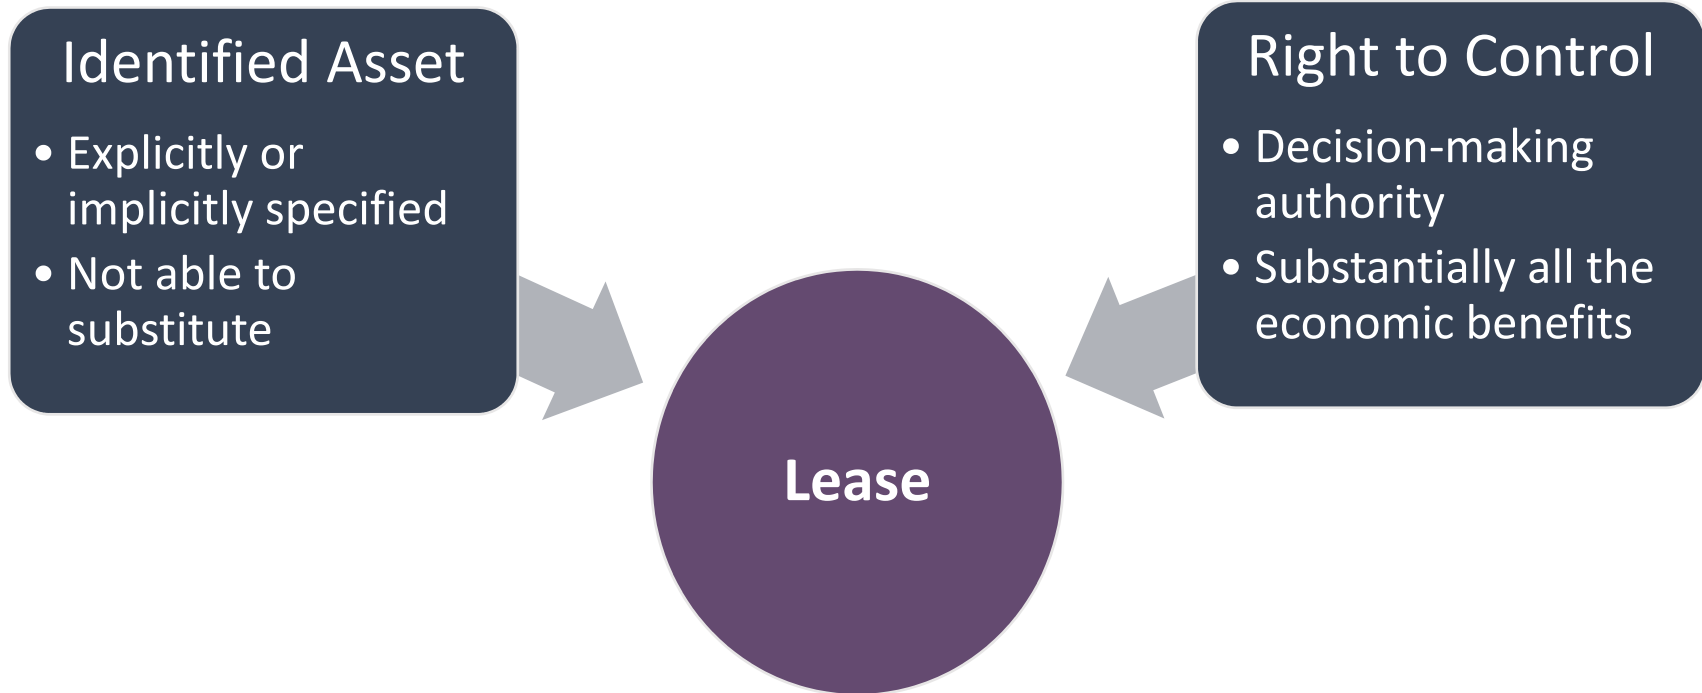 Identified Asset
• Explicitly or
implicitly specified
• Not able to
substitute
Right to Control
• Decision-making
authority
• Substantially all the
economic benefits
Lease